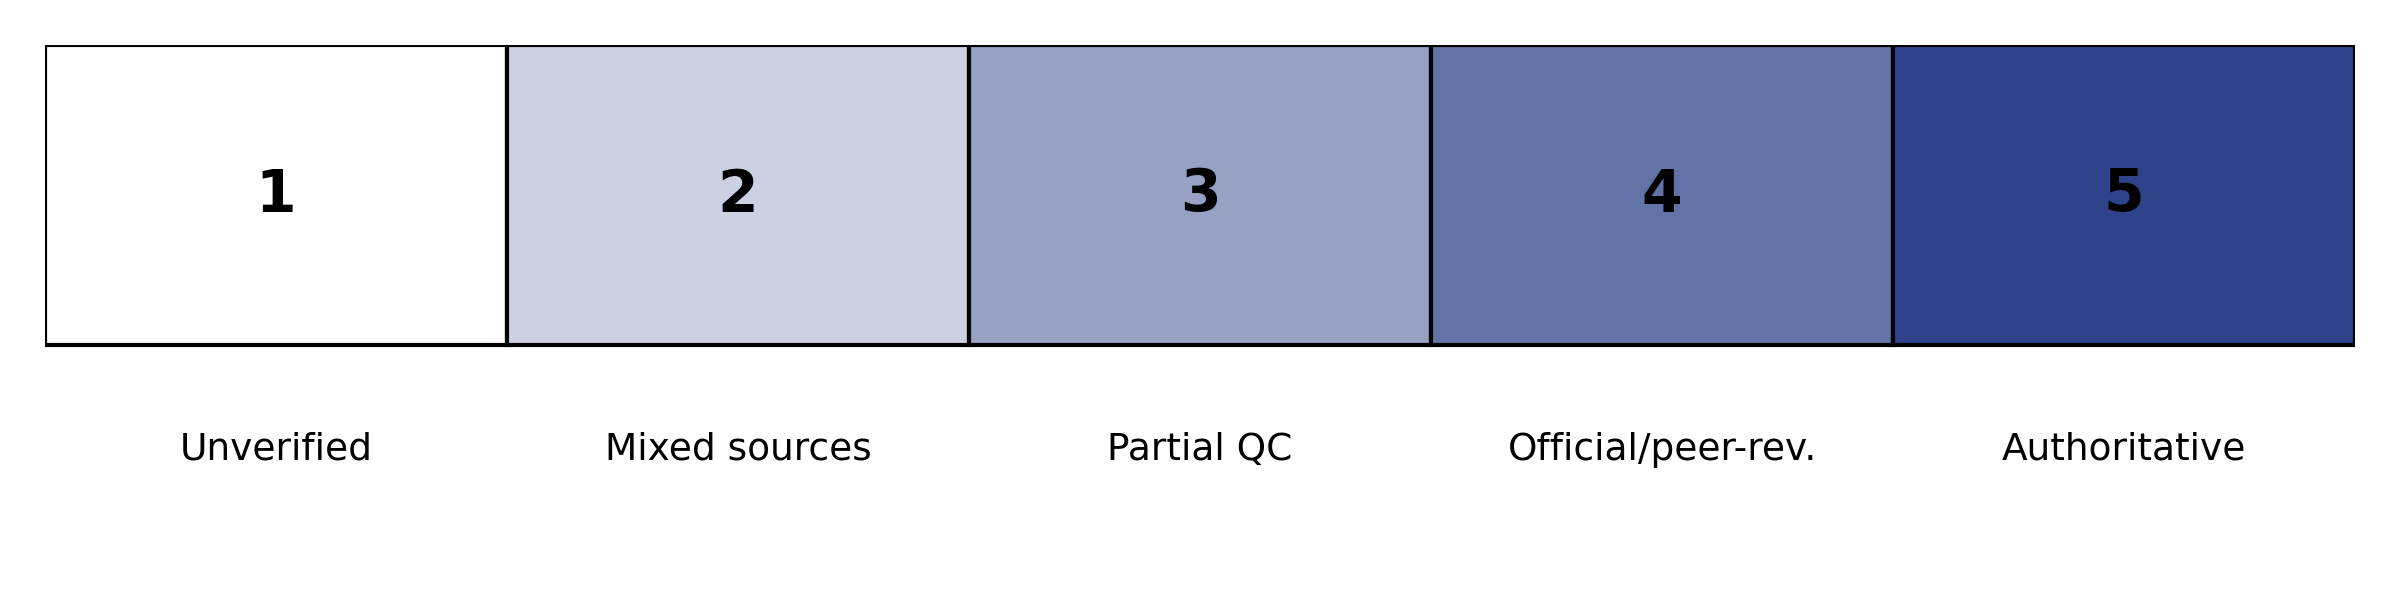 1 2 3 4 5
Unverified Mixed sources Partial QC Official/peer-rev. Authoritative